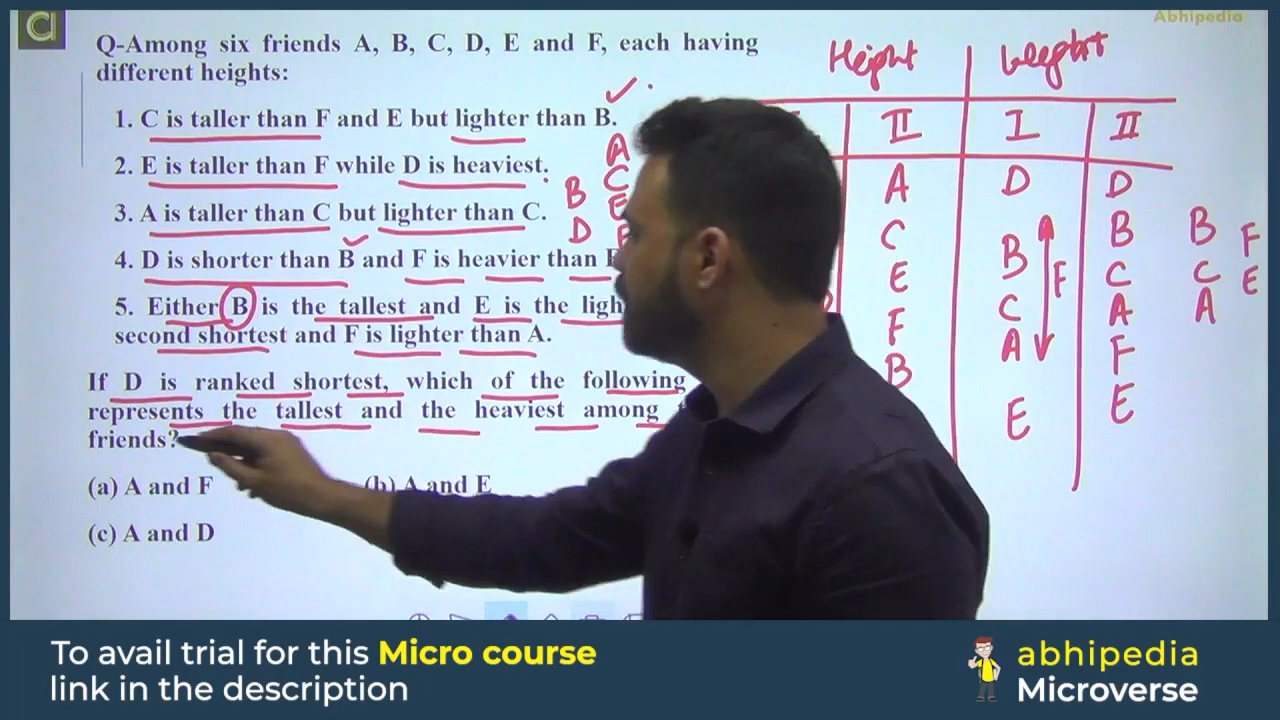 Abhipedia
Q-Among six friends A, B, C, D, E and F, each having
different heights:
1. C is taller than F and E but lighter than B.
2. E is taller than F while D is heaviest.
3. A is taller than C but lighter than C.
4. D is shorter than B and F is heavier than
5. Either B is the tallest and E is the
second shortest and F is lighter than A.
If D is ranked shortest, which of the following
represents the tallest and the heaviest among
friends?
(a) A and F (b) A and E
(c) A and D
A
C
B E
D
Height Weight
II I II
A D D
C B B B F
E F C C E
F C A A
B A F
E E
To avail trial for this Micro course
link in the description
abhipedia
Microverse